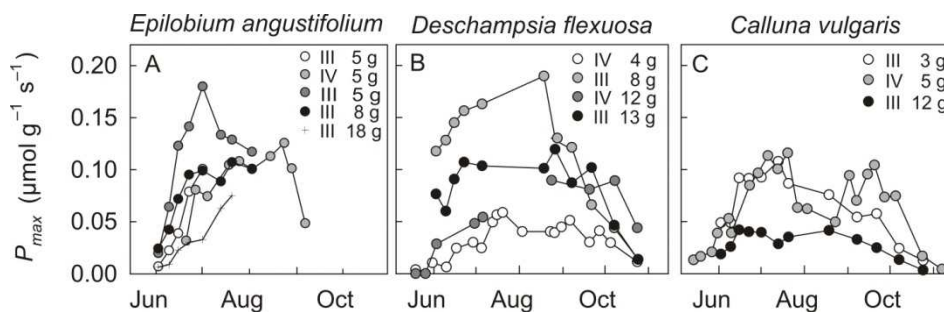 Epilobium angustifolium Deschampsia flexuosa Calluna vulgaris
A
III 5 g
IV 5 g
III 5 g
III 8 g
III 18 g
B
IV 4 g
III 8 g
IV 12 g
III 13 g
C
III 3 g
IV 5 g
III 12 g
P_max (μmol g⁻¹ s⁻¹)
0.20
0.15
0.10
0.05
0.00
Jun Aug Oct Jun Aug Oct Jun Aug Oct